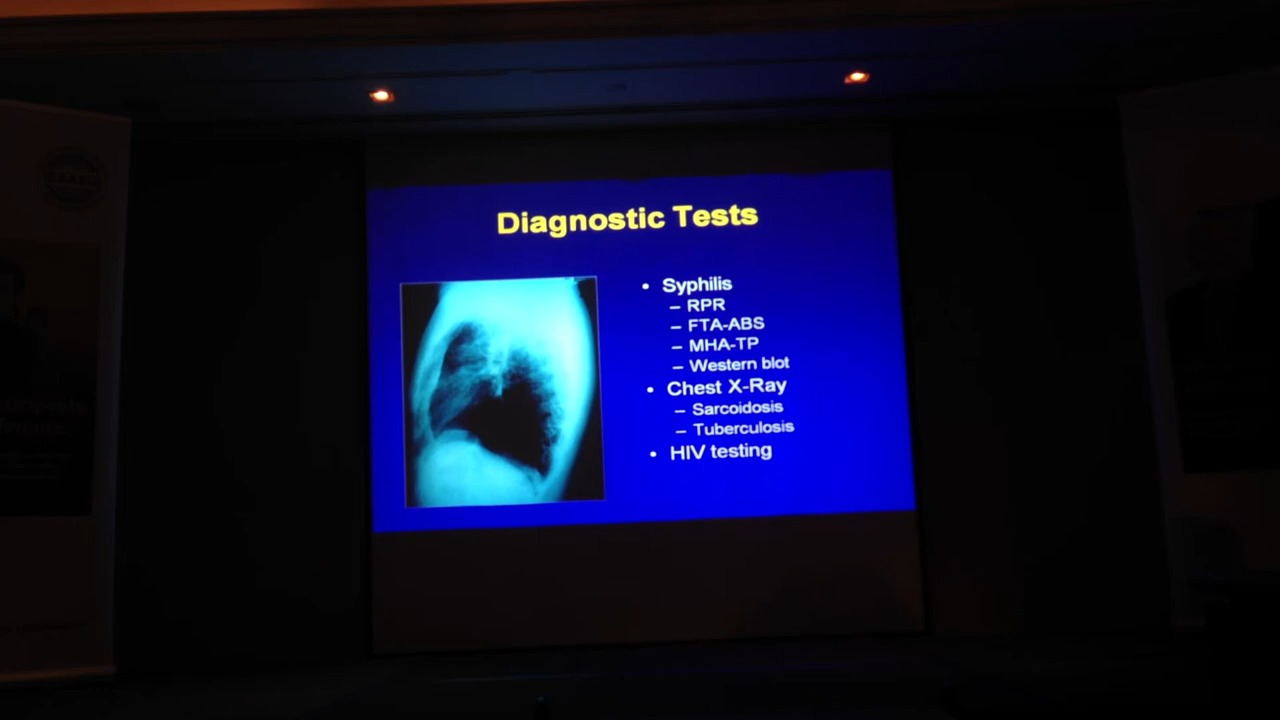 Diagnostic Tests
• Syphilis
– RPR
– FTA-ABS
– MHA-TP
– Western blot
• Chest X-Ray
– Sarcoidosis
– Tuberculosis
• HIV testing